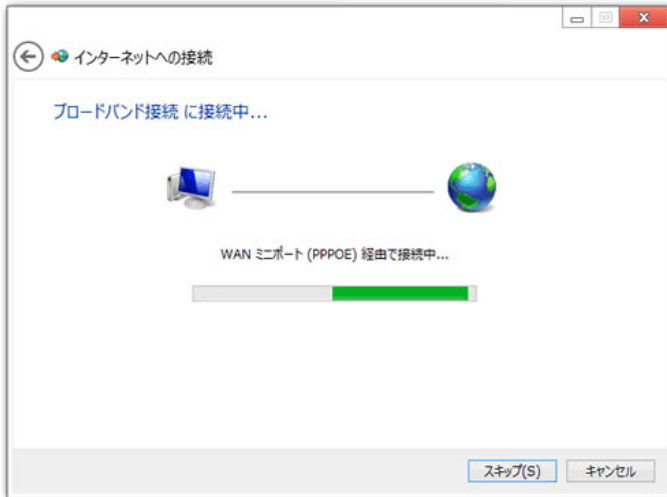 インターネットへの接続
ブロードバンド接続 に接続中...
WAN ミニポート (PPPOE) 経由で接続中...
スキップ(S)
キャンセル